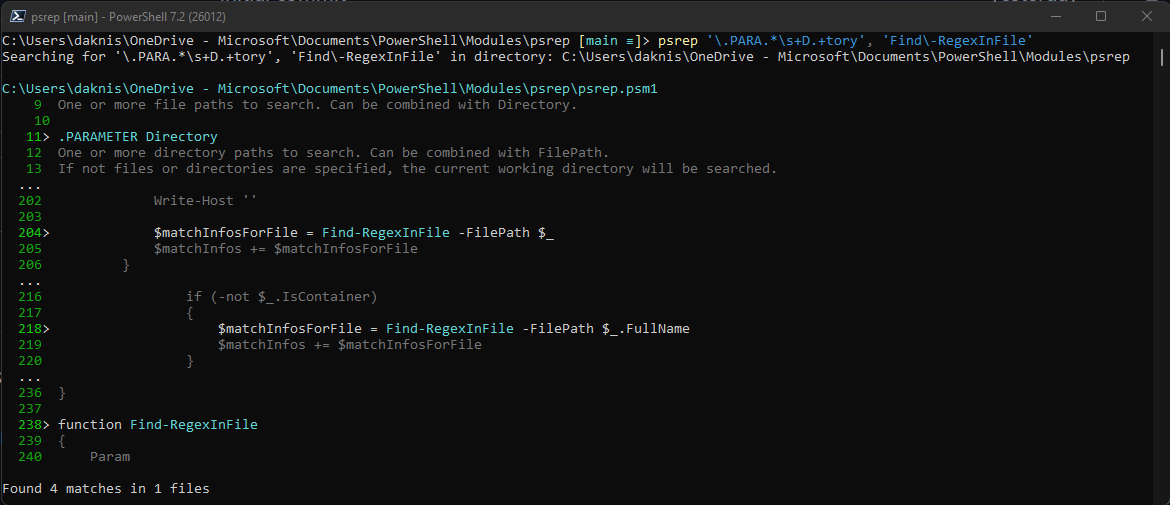 psrep [main] - PowerShell 7.2 (26012)
C:\Users\daknis\OneDrive - Microsoft\Documents\PowerShell\Modules\psrep [main ≡]> psrep '\.PARA.*\s+D.+tory', 'Find\-RegexInFile'
Searching for '\.PARA.*\s+D.+tory', 'Find\-RegexInFile' in directory: C:\Users\daknis\OneDrive - Microsoft\Documents\PowerShell\Modules\psrep
C:\Users\daknis\OneDrive - Microsoft\Documents\PowerShell\Modules\psrep\psrep.psm1
9 One or more file paths to search. Can be combined with Directory.
10
11> .PARAMETER Directory
12 One or more directory paths to search. Can be combined with FilePath.
13 If not files or directories are specified, the current working directory will be searched.
...
202 Write-Host ''
203
204> $matchInfosForFile = Find-RegexInFile -FilePath $_
205 $matchInfos += $matchInfosForFile
206 }
...
216 if (-not $_.IsContainer)
217 {
218> $matchInfosForFile = Find-RegexInFile -FilePath $_.FullName
219 $matchInfos += $matchInfosForFile
220 }
...
236 }
237
238> function Find-RegexInFile
239 {
240 Param
Found 4 matches in 1 files